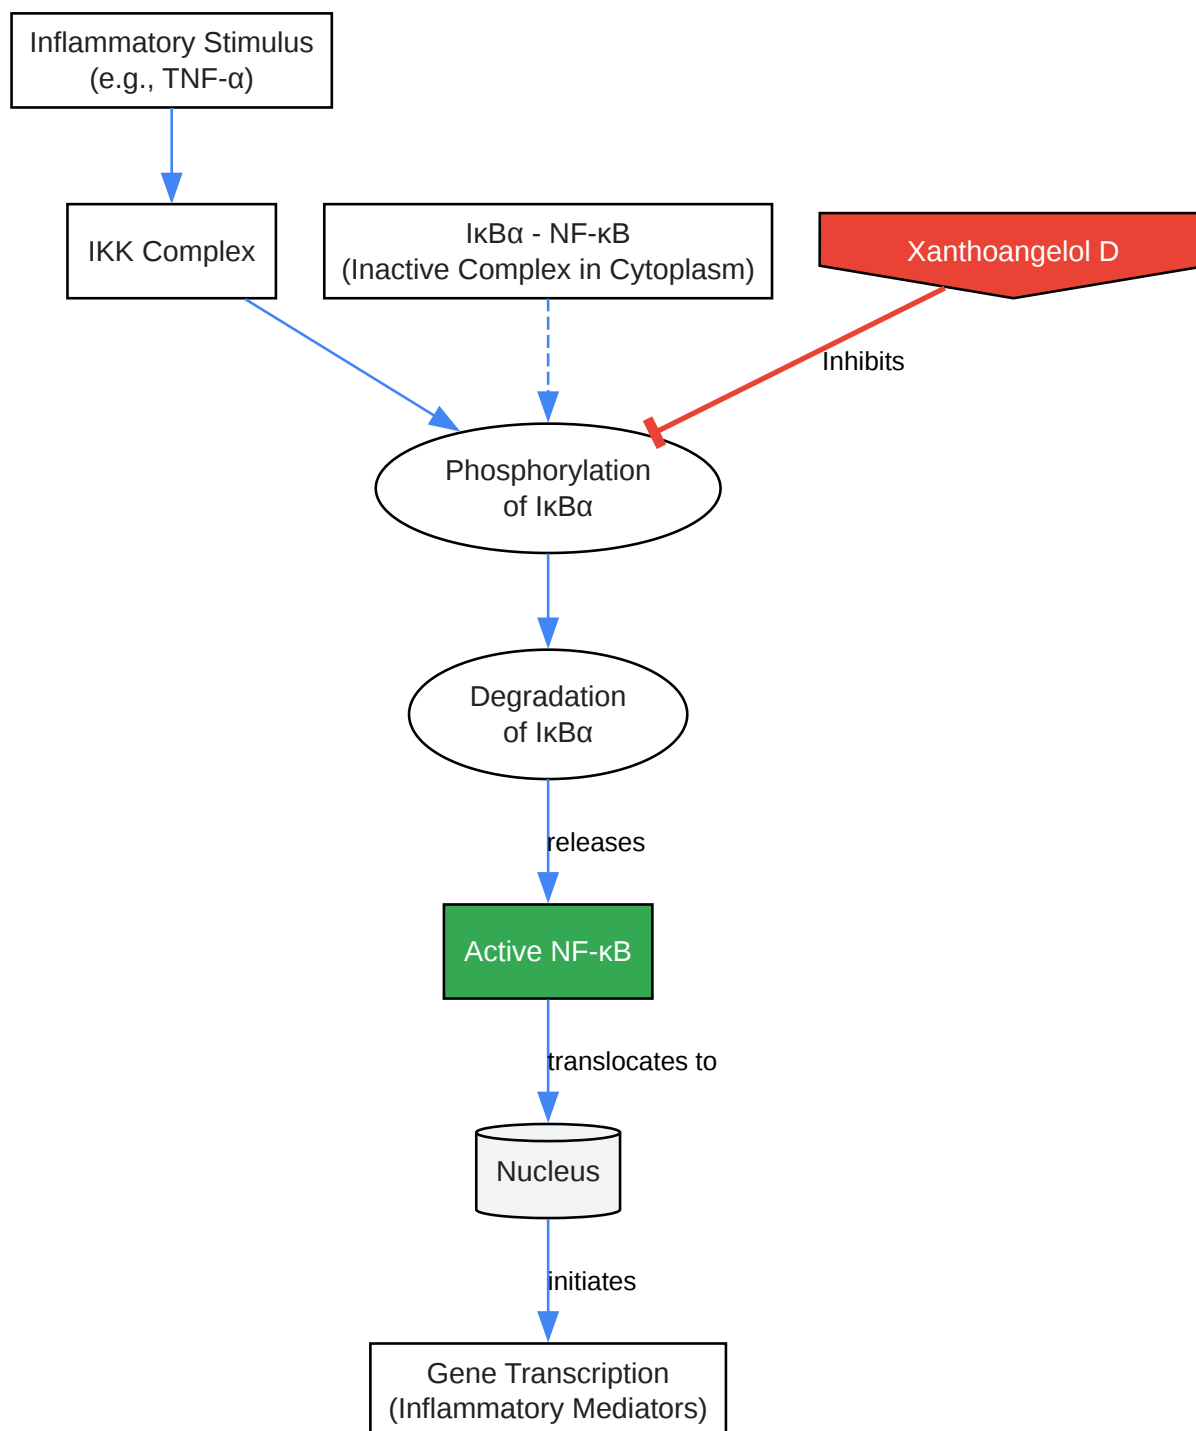 Inflammatory Stimulus
(e.g., TNF-α)
IKK Complex
IκBα - NF-κB
(Inactive Complex in Cytoplasm)
Xanthoangelol D
Inhibits
Phosphorylation
of IκBα
Degradation
of IκBα
releases
Active NF-κB
translocates to
Nucleus
initiates
Gene Transcription
(Inflammatory Mediators)